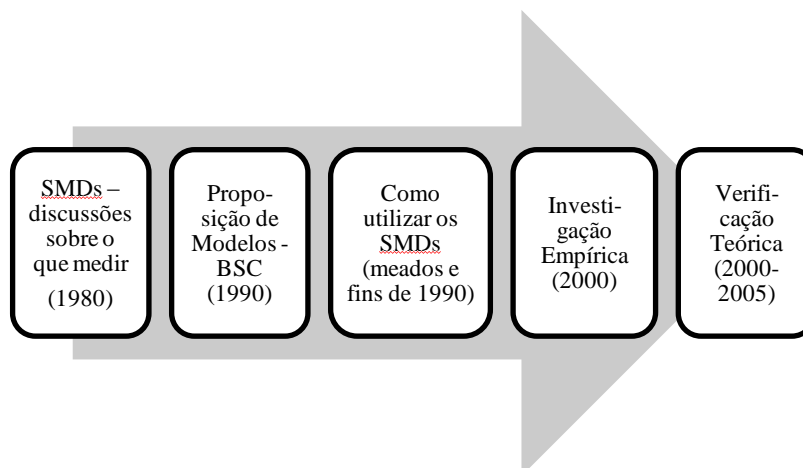 SMDs –
discussões
sobre o
que medir
(1980)
Propo-
sição de
Modelos -
BSC
(1990)
Como
utilizar os
SMDs
(meados e
fins de 1990)
Investi-
gação
Empírica
(2000)
Verifi-
cação
Teórica
(2000-
2005)